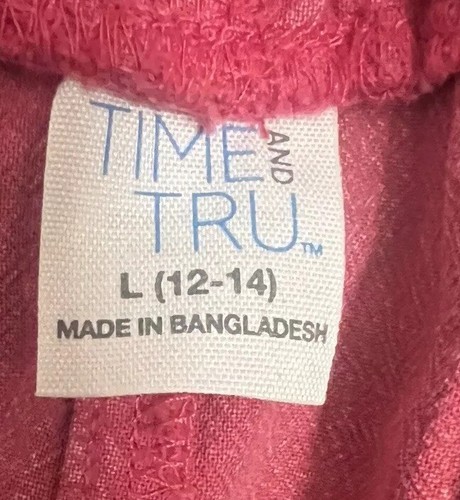 TIME AND
TRU™
L (12-14)
MADE IN BANGLADESH